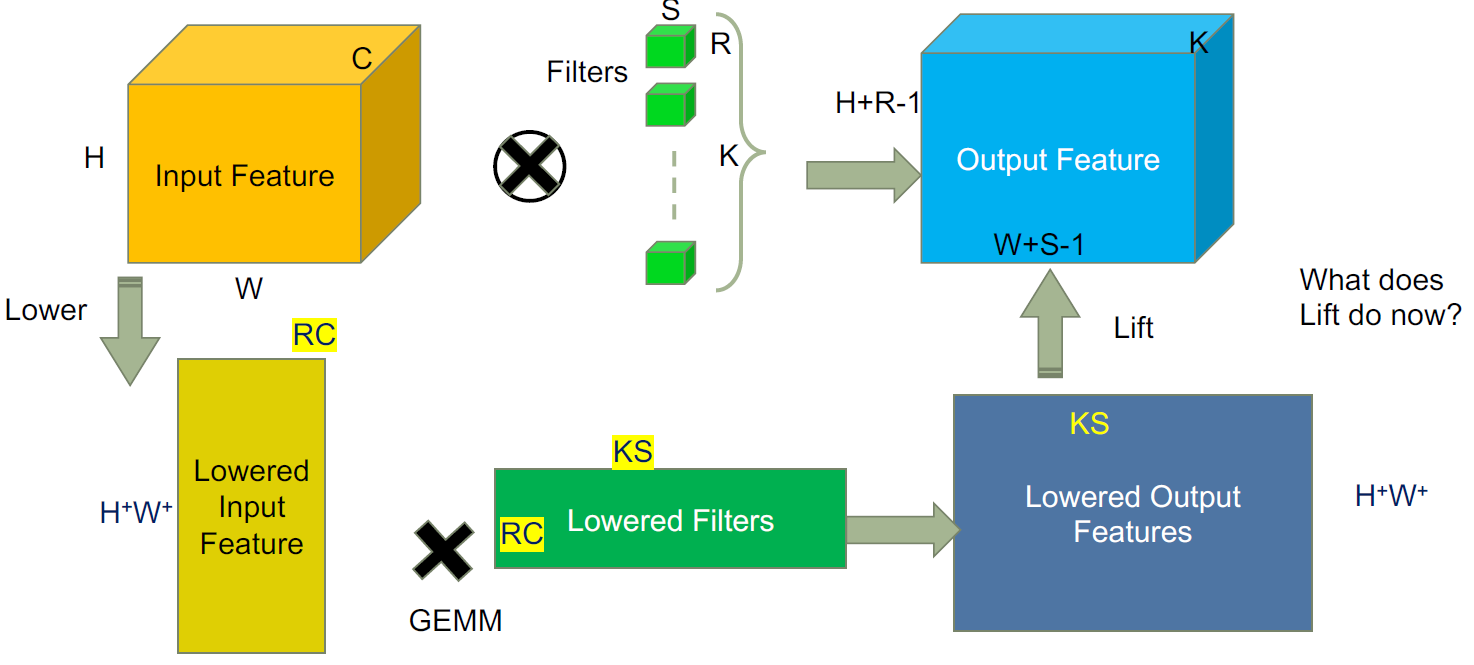 S
C
R
K
Filters
H+R-1
H
Input Feature
K
Output Feature
W+S-1
W
Lower
What does
Lift do now?
Lift
RC
KS
KS
Lowered
Input
Feature
H⁺W⁺
RC
Lowered Filters
Lowered Output
Features
H⁺W⁺
GEMM